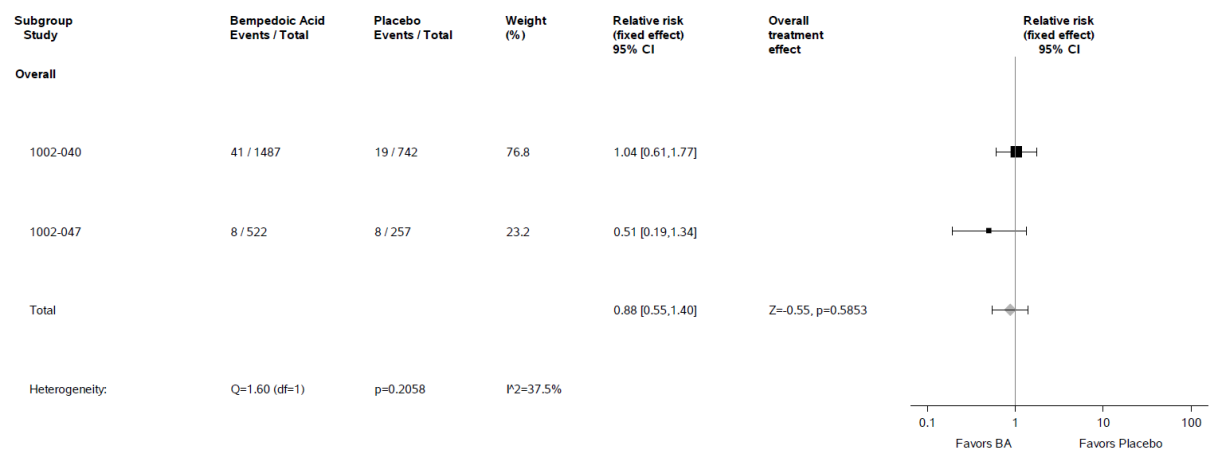 Subgroup Bempedoic Acid Placebo Weight Relative risk Overall Relative risk
Study Events / Total Events / Total (%) (fixed effect) treatment (fixed effect)
95% CI effect 95% CI
Overall
1002-040 41 / 1487 19 / 742 76.8 1.04 [0.61,1.77]
1002-047 8 / 522 8 / 257 23.2 0.51 [0.19,1.34]
Total 0.88 [0.55,1.40] Z=-0.55, p=0.5853
Heterogeneity: Q=1.60 (df=1) p=0.2058 I^2=37.5%
0.1 1 10 100
Favors BA Favors Placebo